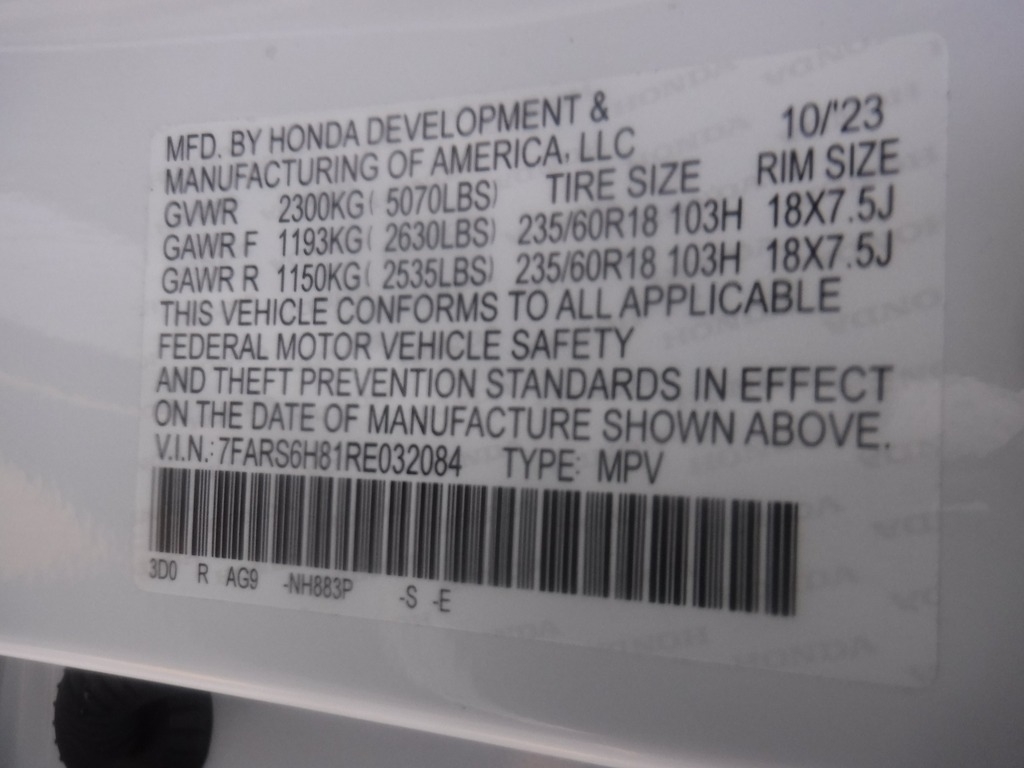 MFD. BY HONDA DEVELOPMENT & 10/'23
MANUFACTURING OF AMERICA, LLC
TIRE SIZE RIM SIZE
GVWR 2300KG( 5070LBS)
GAWR F 1193KG( 2630LBS) 235/60R18 103H 18X7.5J
GAWR R 1150KG( 2535LBS) 235/60R18 103H 18X7.5J
THIS VEHICLE CONFORMS TO ALL APPLICABLE
FEDERAL MOTOR VEHICLE SAFETY
AND THEFT PREVENTION STANDARDS IN EFFECT
ON THE DATE OF MANUFACTURE SHOWN ABOVE.
V.I.N.: 7FARS6H81RE032084 TYPE: MPV
3D0 R AG9 -NH883P -S -E